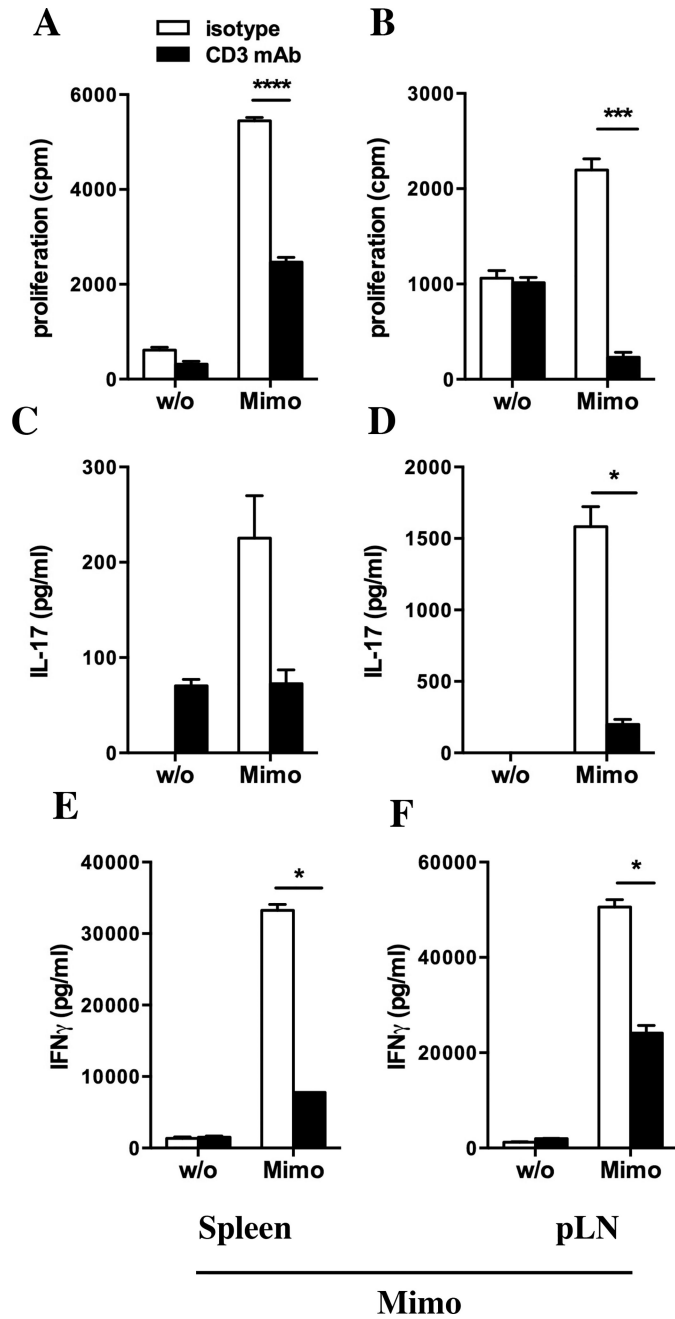 A
isotype
CD3 mAb
B
proliferation (cpm)
6000
4000
2000
0
****
w/o
Mimo
proliferation (cpm)
3000
2000
1000
0
***
w/o
Mimo
C
D
IL-17 (pg/ml)
300
200
100
0
w/o
Mimo
IL-17 (pg/ml)
2000
1500
1000
500
0
*
w/o
Mimo
E
F
IFNγ (pg/ml)
40000
30000
20000
10000
0
*
w/o
Mimo
IFNγ (pg/ml)
60000
40000
20000
0
*
w/o
Mimo
Spleen
pLN
Mimo